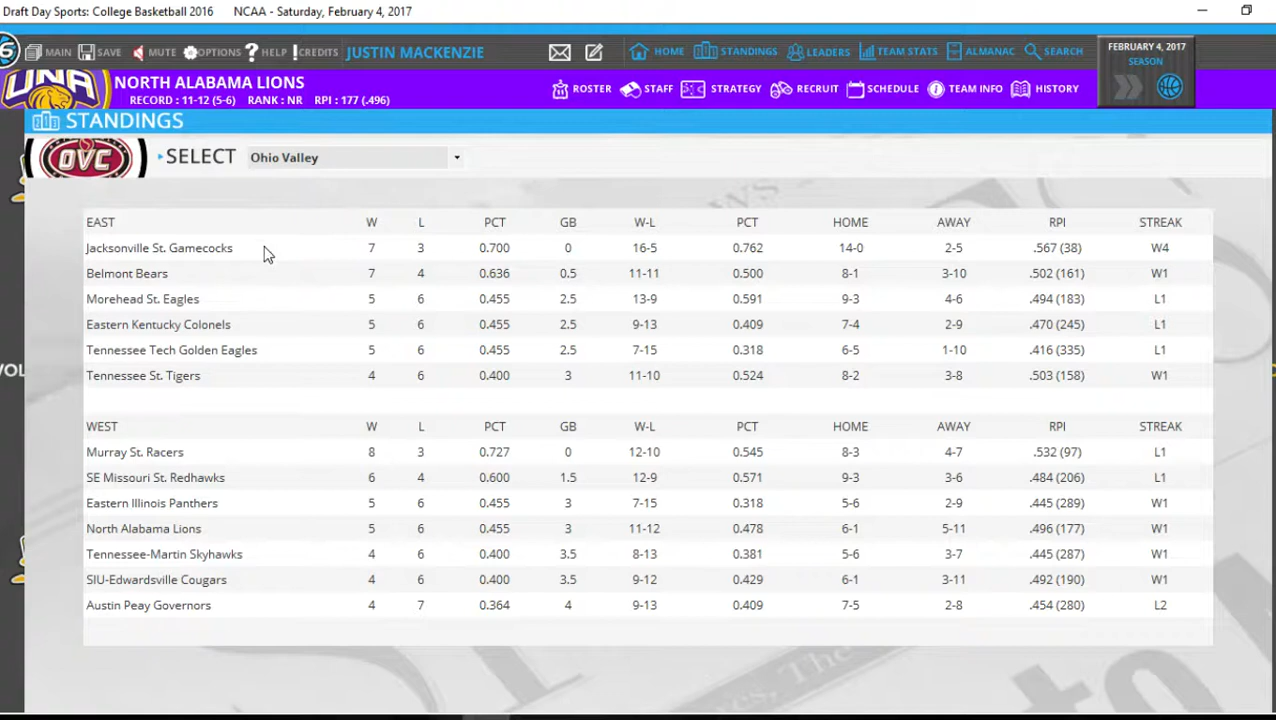 Draft Day Sports: College Basketball 2016 NCAA - Saturday, February 4, 2017
6 MAIN SAVE MUTE OPTIONS HELP CREDITS JUSTIN MACKENZIE HOME STANDINGS LEADERS TEAM STATS ALMANAC SEARCH FEBRUARY 4, 2017
SEASON
UNA NORTH ALABAMA LIONS
RECORD : 11-12 (5-6) RANK : NR RPI : 177 (.496) ROSTER STAFF STRATEGY RECRUIT SCHEDULE TEAM INFO HISTORY
STANDINGS
OVC SELECT Ohio Valley
EAST W L PCT GB W-L PCT HOME AWAY RPI STREAK
Jacksonville St. Gamecocks 7 3 0.700 0 16-5 0.762 14-0 2-5 .567 (38) W4
Belmont Bears 7 4 0.636 0.5 11-11 0.500 8-1 3-10 .502 (161) W1
Morehead St. Eagles 5 6 0.455 2.5 13-9 0.591 9-3 4-6 .494 (183) L1
Eastern Kentucky Colonels 5 6 0.455 2.5 9-13 0.409 7-4 2-9 .470 (245) L1
Tennessee Tech Golden Eagles 5 6 0.455 2.5 7-15 0.318 6-5 1-10 .416 (335) L1
Tennessee St. Tigers 4 6 0.400 3 11-10 0.524 8-2 3-8 .503 (158) W1
WEST W L PCT GB W-L PCT HOME AWAY RPI STREAK
Murray St. Racers 8 3 0.727 0 12-10 0.545 8-3 4-7 .532 (97) L1
SE Missouri St. Redhawks 6 4 0.600 1.5 12-9 0.571 9-3 3-6 .484 (206) L1
Eastern Illinois Panthers 5 6 0.455 3 7-15 0.318 5-6 2-9 .445 (289) W1
North Alabama Lions 5 6 0.455 3 11-12 0.478 6-1 5-11 .496 (177) W1
Tennessee-Martin Skyhawks 4 6 0.400 3.5 8-13 0.381 5-6 3-7 .445 (287) W1
SIU-Edwardsville Cougars 4 6 0.400 3.5 9-12 0.429 6-1 3-11 .492 (190) W1
Austin Peay Governors 4 7 0.364 4 9-13 0.409 7-5 2-8 .454 (280) L2